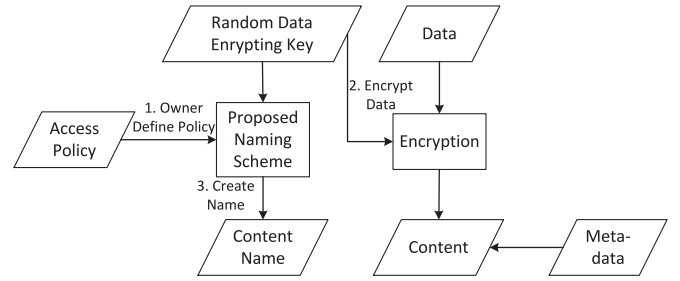 Random Data
Enrypting Key
Data
1. Owner
Define Policy
2. Encrypt
Data
Access
Policy
Proposed
Naming
Scheme
Encryption
3. Create
Name
Content
Name
Content
Meta-
data